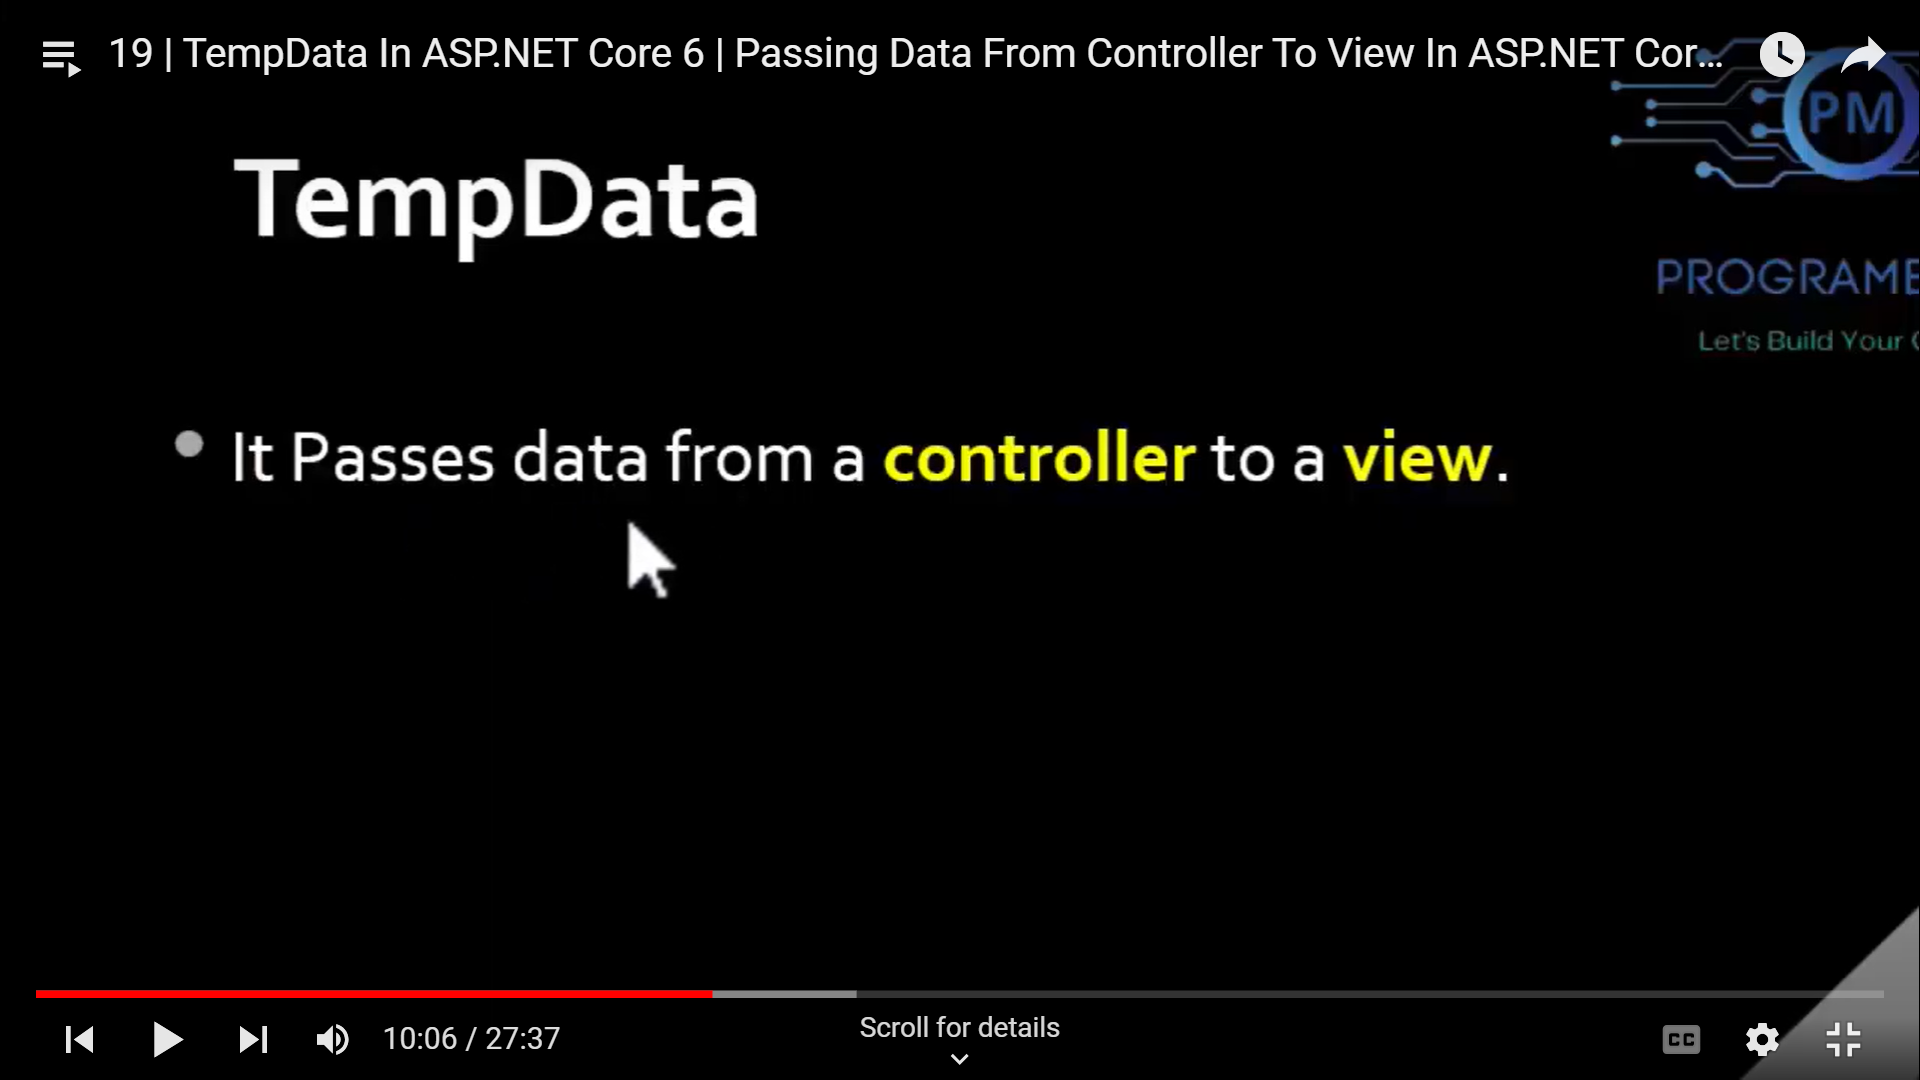 19 | TempData In ASP.NET Core 6 | Passing Data From Controller To View In ASP.NET Cor...
PM
PROGRAME
Let's Build Your
TempData
It Passes data from a controller to a view.
10:06 / 27:37
Scroll for details
CC